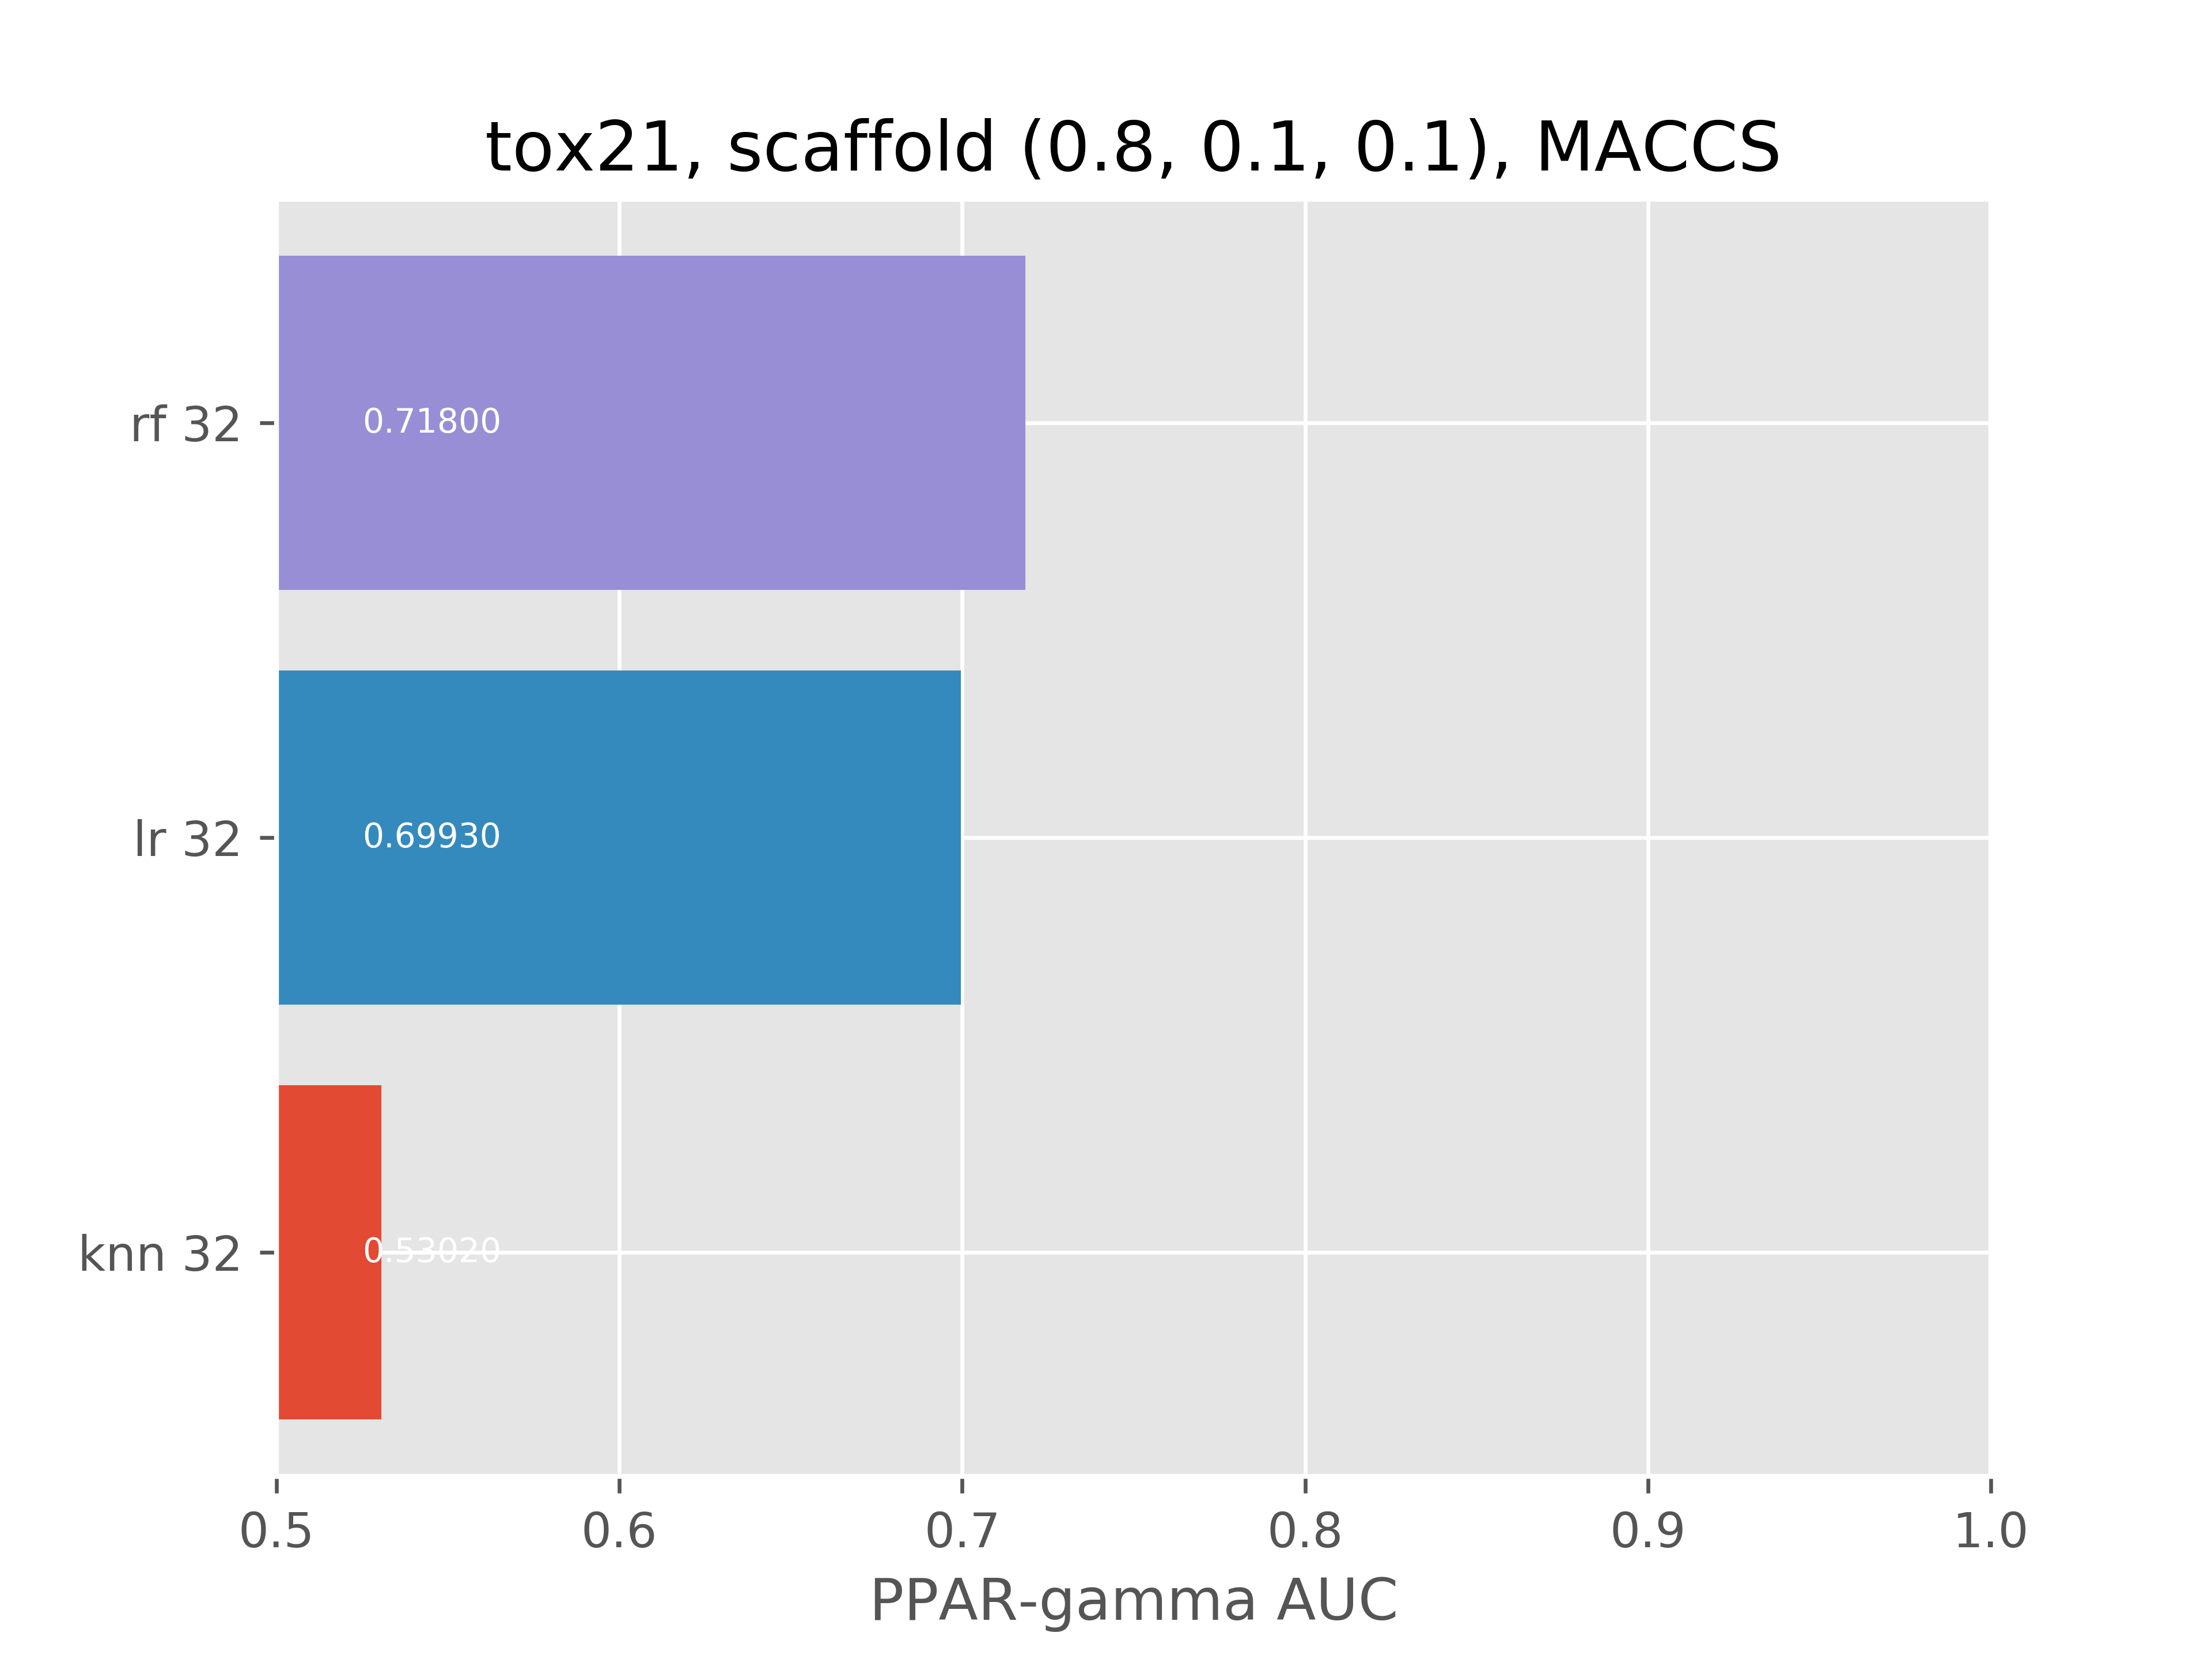 tox21, scaffold (0.8, 0.1, 0.1), MACCS
rf 32
0.71800
lr 32
0.69930
knn 32
0.53020
0.5 0.6 0.7 0.8 0.9 1.0
PPAR-gamma AUC